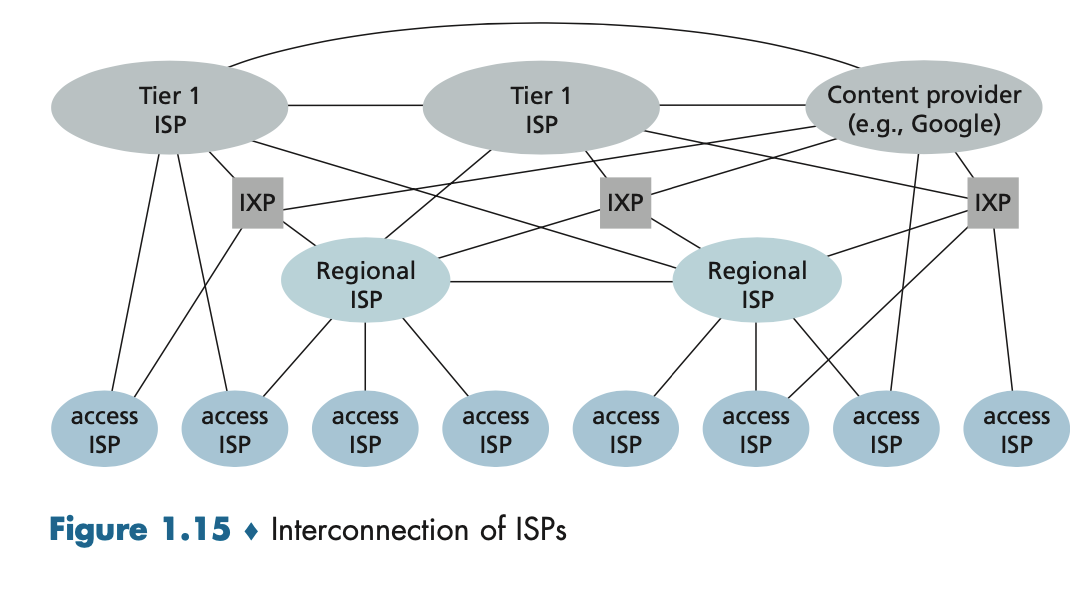 Tier 1
ISP
Tier 1
ISP
Content provider
(e.g., Google)
IXP
IXP
IXP
Regional
ISP
Regional
ISP
access
ISP
access
ISP
access
ISP
access
ISP
access
ISP
access
ISP
access
ISP
access
ISP
Figure 1.15 ♦ Interconnection of ISPs